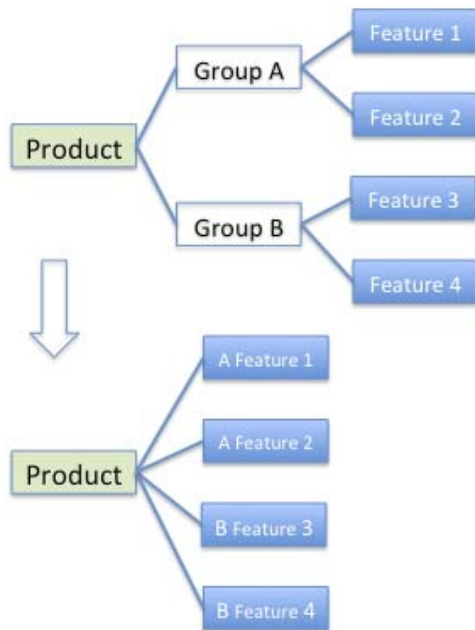 Feature 1
Group A
Feature 2
Product
Feature 3
Group B
Feature 4
A Feature 1
A Feature 2
Product
B Feature 3
B Feature 4